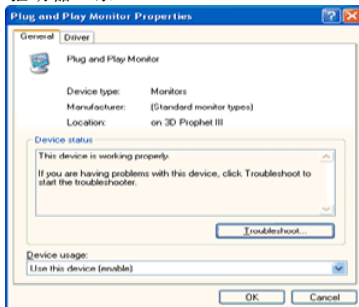 Plug and Play Monitor Properties
General Driver
Plug and Play Monitor
Device type: Monitors
Manufacturer: (Standard monitor types)
Location: on 3D Prophet III
Device status
This device is working properly.
If you are having problems with this device, click Troubleshoot to
start the troubleshooter.
Troubleshoot...
Device usage:
Use this device (enable)
OK Cancel